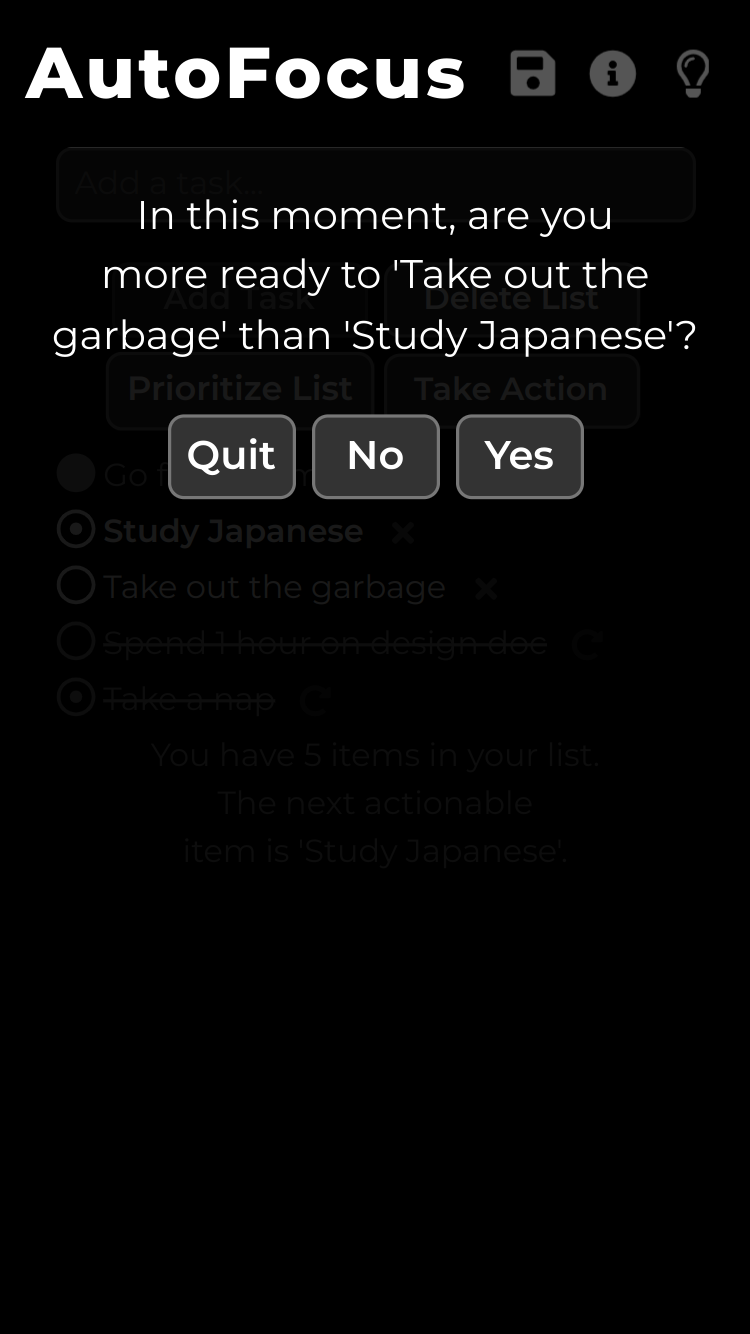 AutoFocus
Add a task...
In this moment, are you
more ready to 'Take out the
garbage' than 'Study Japanese'?
Add Task
Delete List
Prioritize List
Take Action
Quit
No
Yes
Go f
Study Japanese
Take out the garbage
Spend 1 hour on design doc
Take a nap
You have 5 items in your list.
The next actionable
item is 'Study Japanese'.